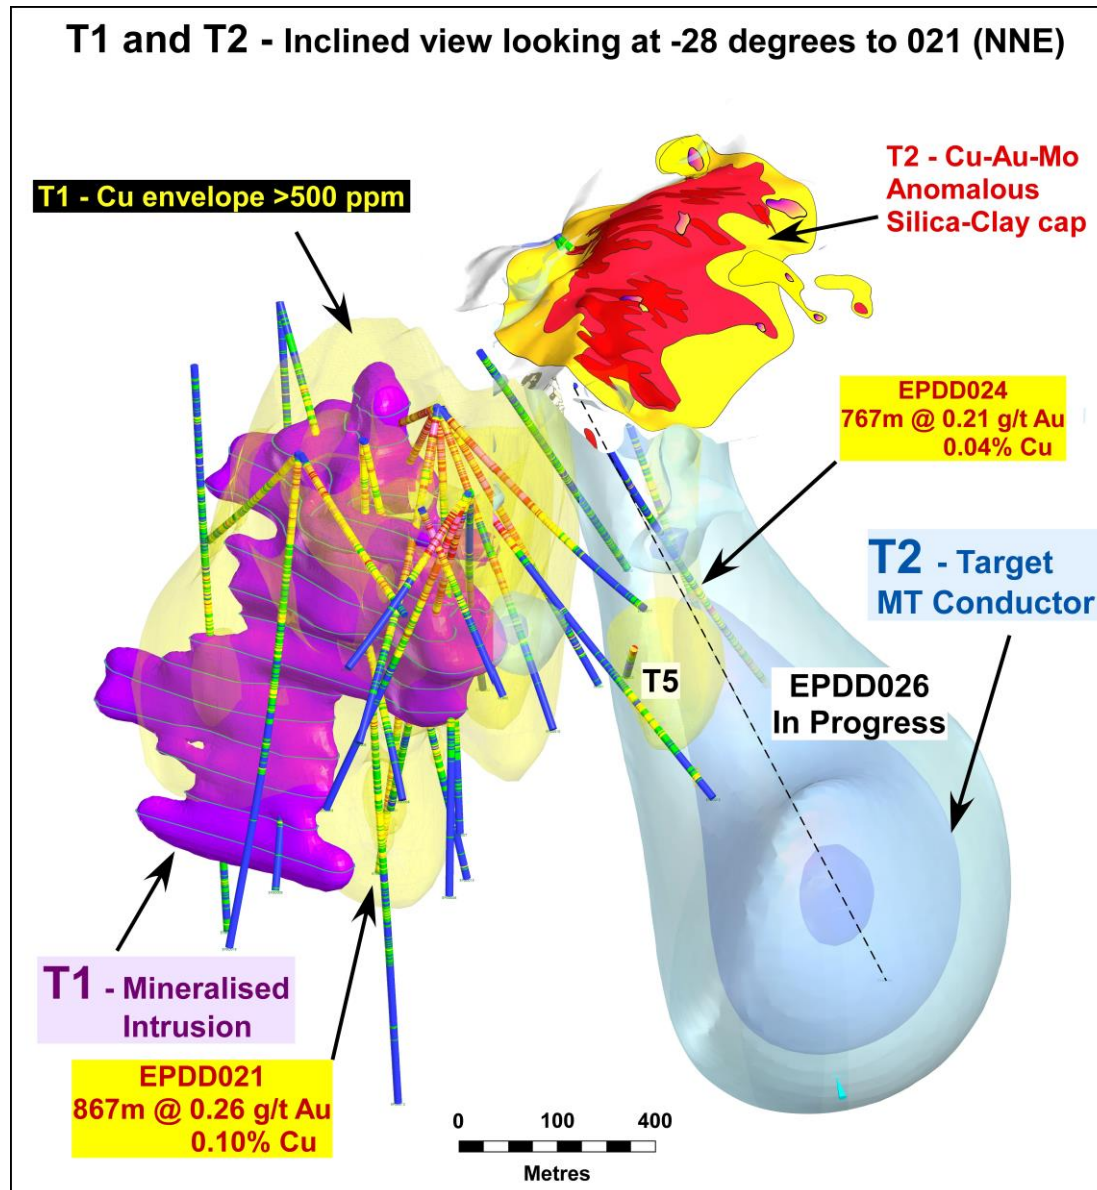 T1 and T2 - Inclined view looking at -28 degrees to 021 (NNE)
T1 - Cu envelope >500 ppm
T2 - Cu-Au-Mo
Anomalous
Silica-Clay cap
EPDD024
767m @ 0.21 g/t Au
0.04% Cu
T2 - Target
MT Conductor
T5
EPDD026
In Progress
T1 - Mineralised
Intrusion
EPDD021
867m @ 0.26 g/t Au
0.10% Cu
0 100 400
Metres